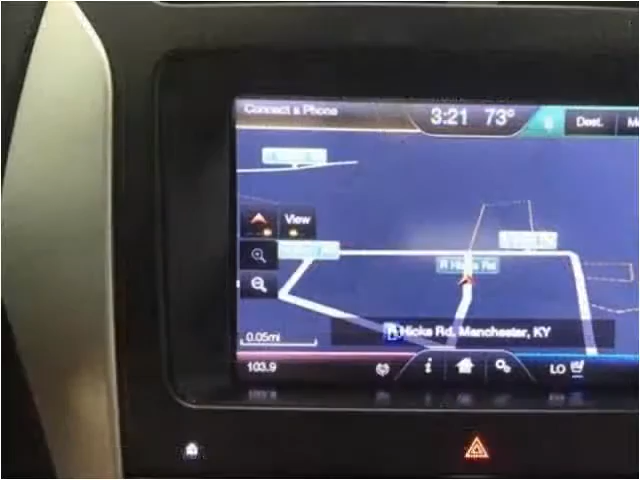 Connect a Phone
3:21 73°
Dest.
View
R Hicks Rd
R Hicks Rd, Manchester, KY
0.05mi
103.9
i
LO